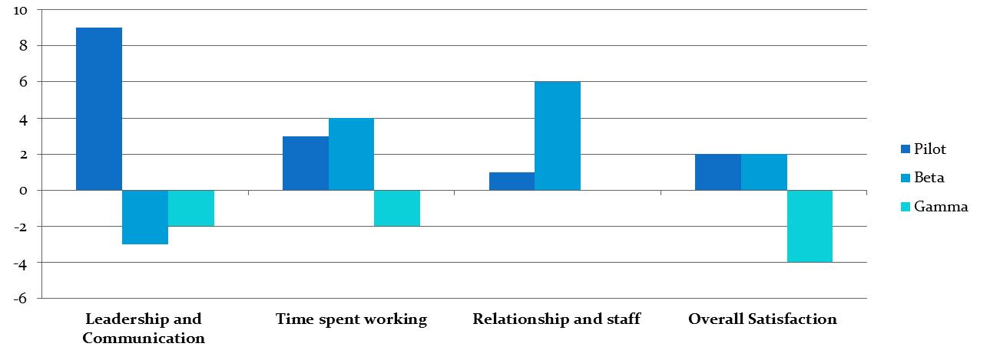 10
8
6
4
2
0
-2
-4
-6
Leadership and
Communication
Time spent working
Relationship and staff
Overall Satisfaction
Pilot
Beta
Gamma